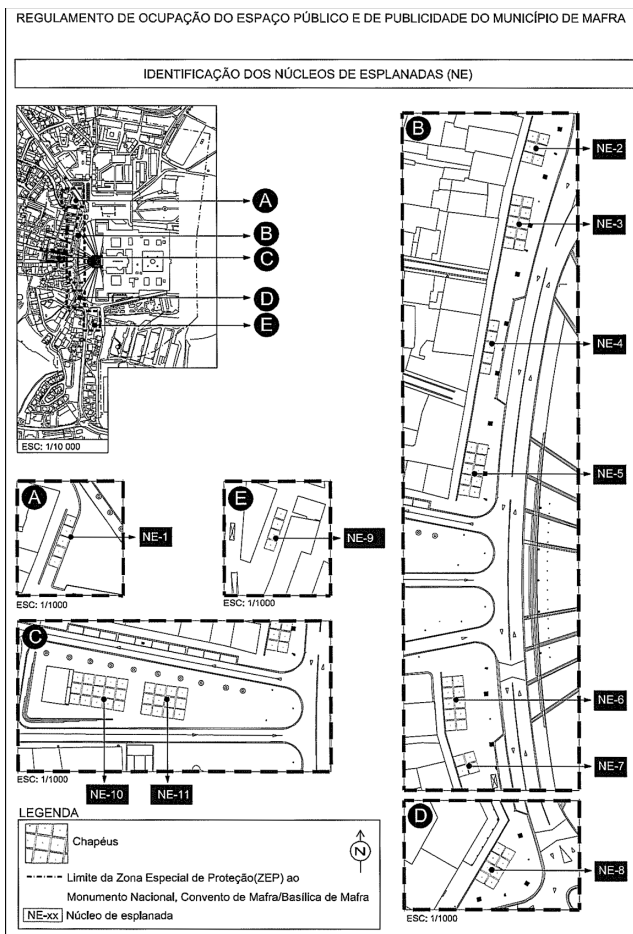 REGULAMENTO DE OCUPAÇÃO DO ESPAÇO PÚBLICO E DE PUBLICIDADE DO MUNICÍPIO DE MAFRA
IDENTIFICAÇÃO DOS NÚCLEOS DE ESPLANADAS (NE)
A
B
C
D
E
ESC: 1/10 000
B
NE-2
NE-3
NE-4
NE-5
NE-6
NE-7
A
NE-1
ESC: 1/1000
E
NE-9
ESC: 1/1000
C
ESC: 1/1000
NE-10
NE-11
D
NE-8
ESC: 1/1000
LEGENDA
Chapéus
N
Limite da Zona Especial de Proteção(ZEP) ao
Monumento Nacional, Convento de Mafra/Basílica de Mafra
NE-xx Núcleo de esplanada